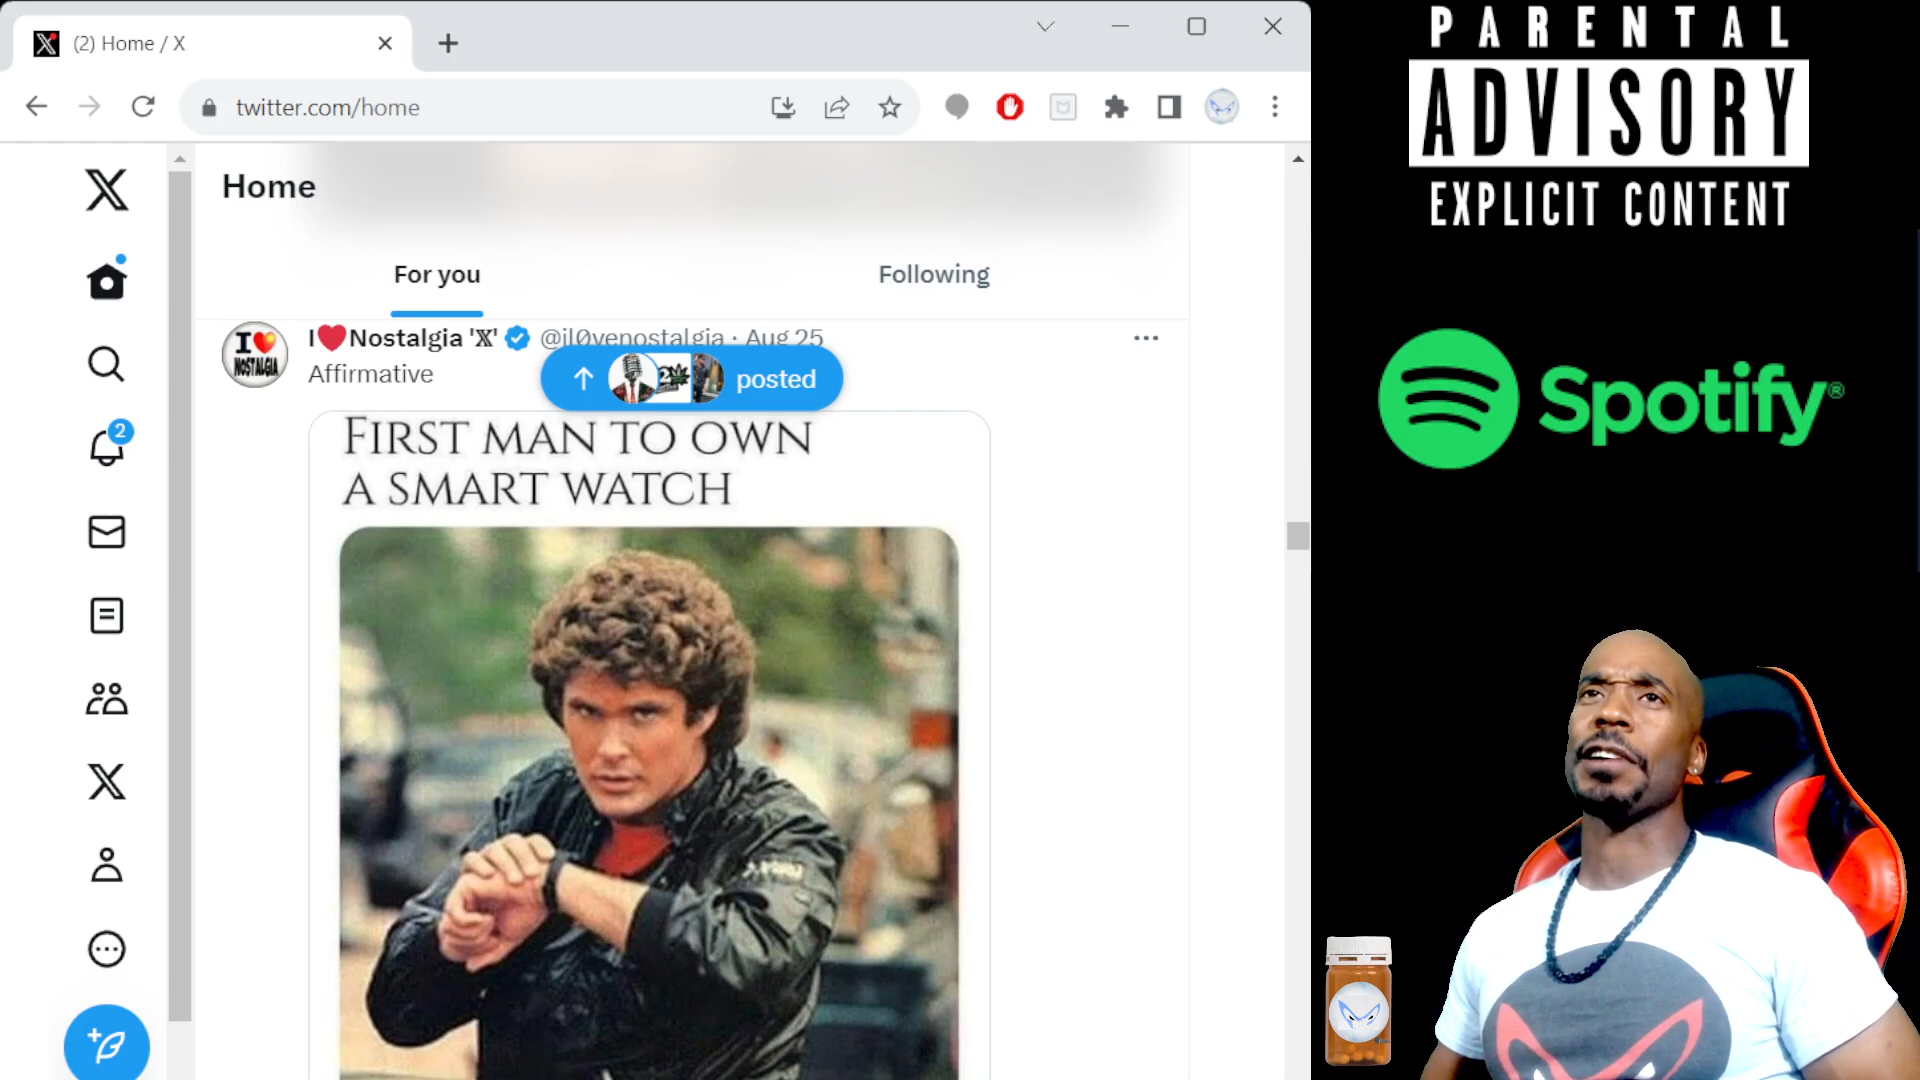 (2) Home / X
twitter.com/home
Home
For you
Following
I❤️Nostalgia '𝕏' @il0venostalgia · Aug 25
Affirmative
posted
FIRST MAN TO OWN
A SMART WATCH
2
I
NOSTALGIA
PARENTAL
ADVISORY
EXPLICIT CONTENT
Spotify®